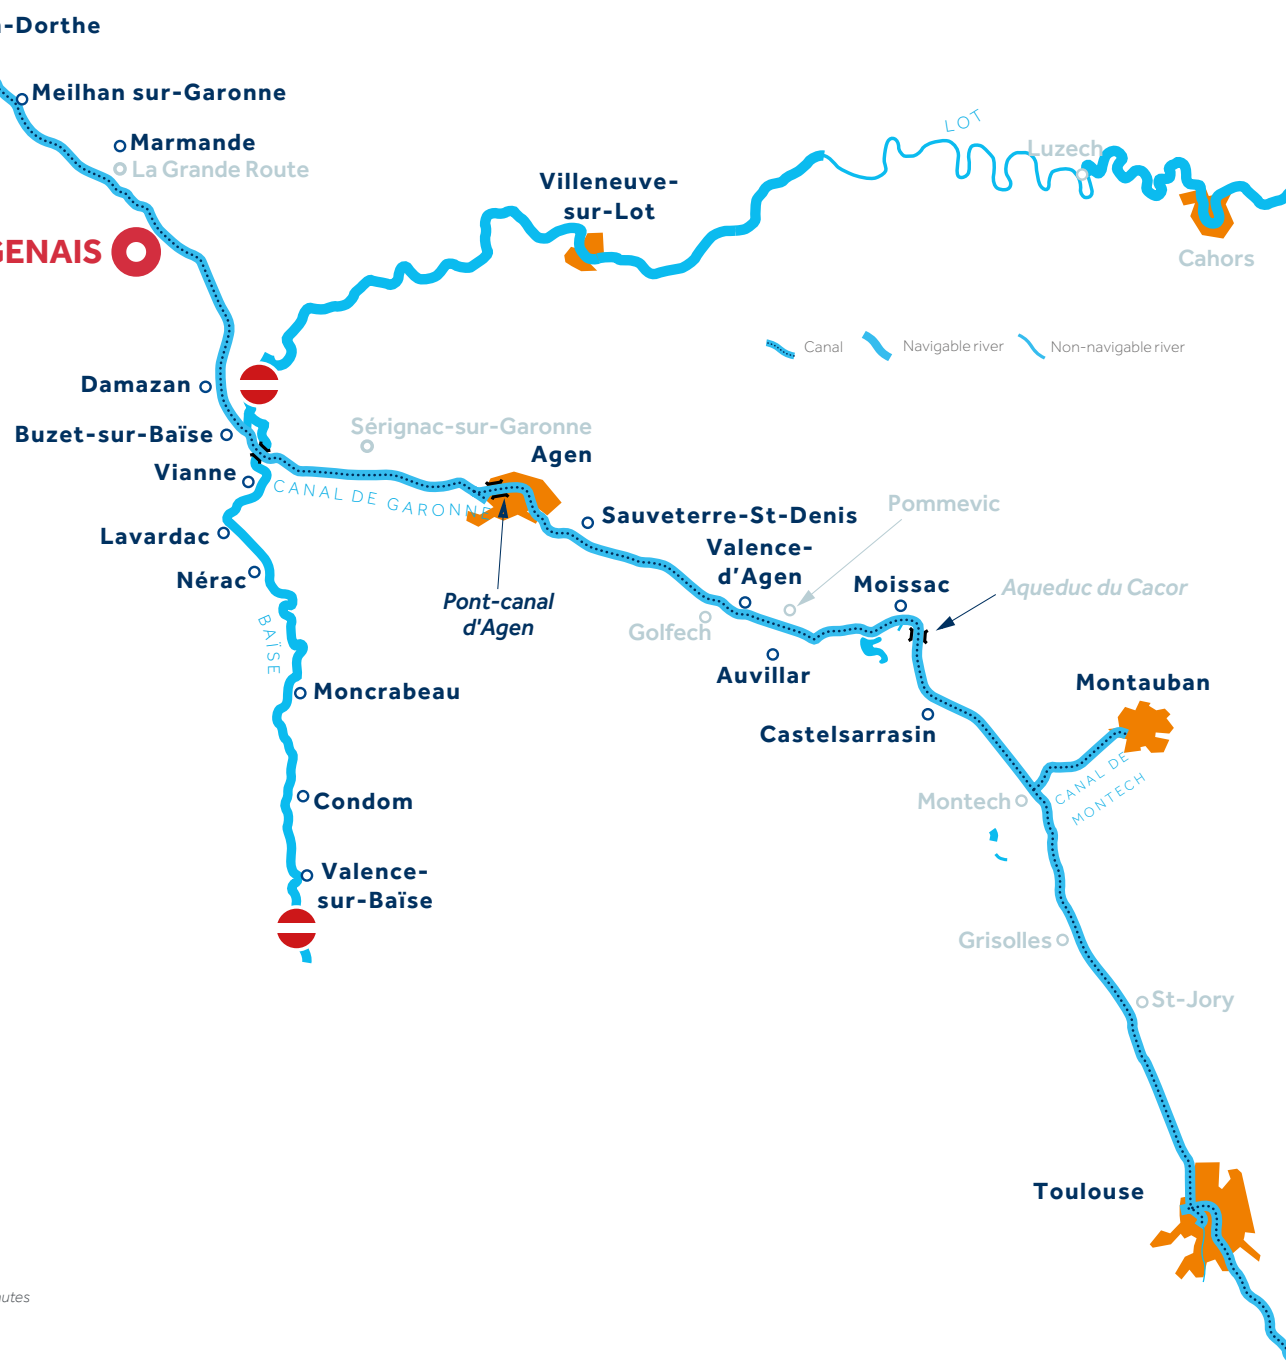 -Dorthe
Meilhan sur-Garonne
Marmande
La Grande Route
GENAIS
LOT
Luzech
Villeneuve-
sur-Lot
Cahors
Canal
Navigable river
Non-navigable river
Damazan
Buzet-sur-Baïse
Sérignac-sur-Garonne
Agen
Vianne
CANAL DE GARONNE
Pommevic
Sauveterre-St-Denis
Lavardac
Valence-
d’Agen
Nérac
Moissac
Aqueduc du Cacor
Pont-canal
d'Agen
Golfech
BAÏSE
Auvillar
Montauban
Moncrabeau
Castelsarrasin
CANAL DE
MONTECH
Montech
Condom
Valence-
sur-Baïse
Grisolles
St-Jory
Toulouse
utes